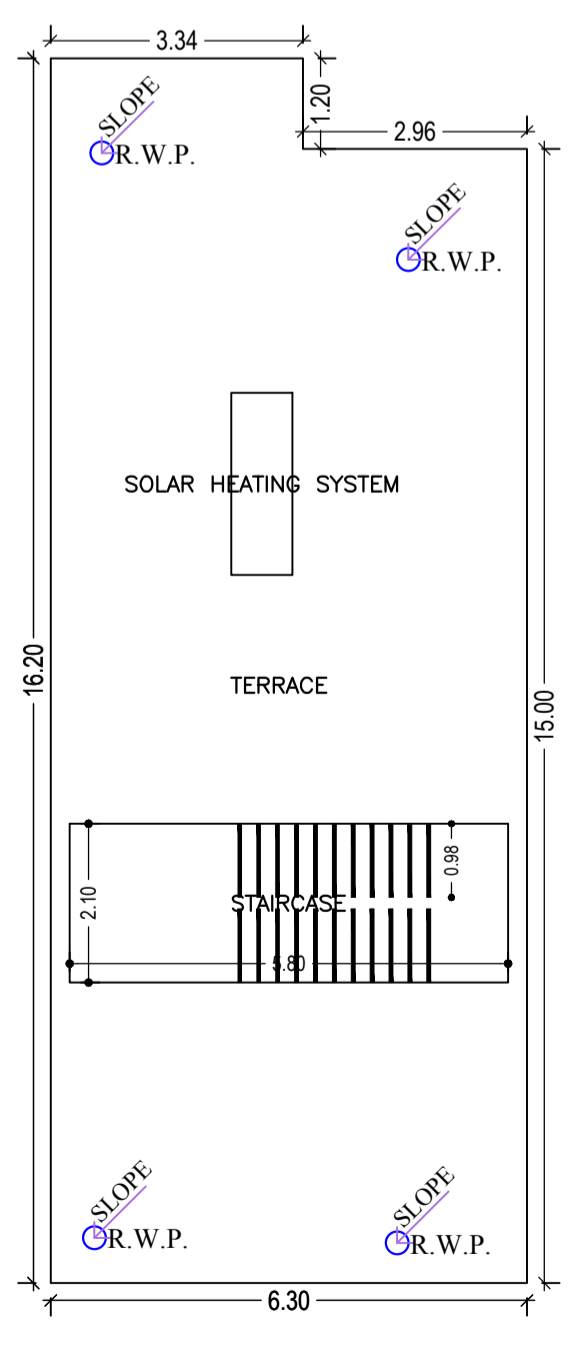 3.34
1.20
2.96
SLOPE
R.W.P.
SLOPE
R.W.P.
SOLAR HEATING SYSTEM
16.20
TERRACE
15.00
0.98
2.10
STAIRCASE
5.80
SLOPE
R.W.P.
SLOPE
R.W.P.
6.30